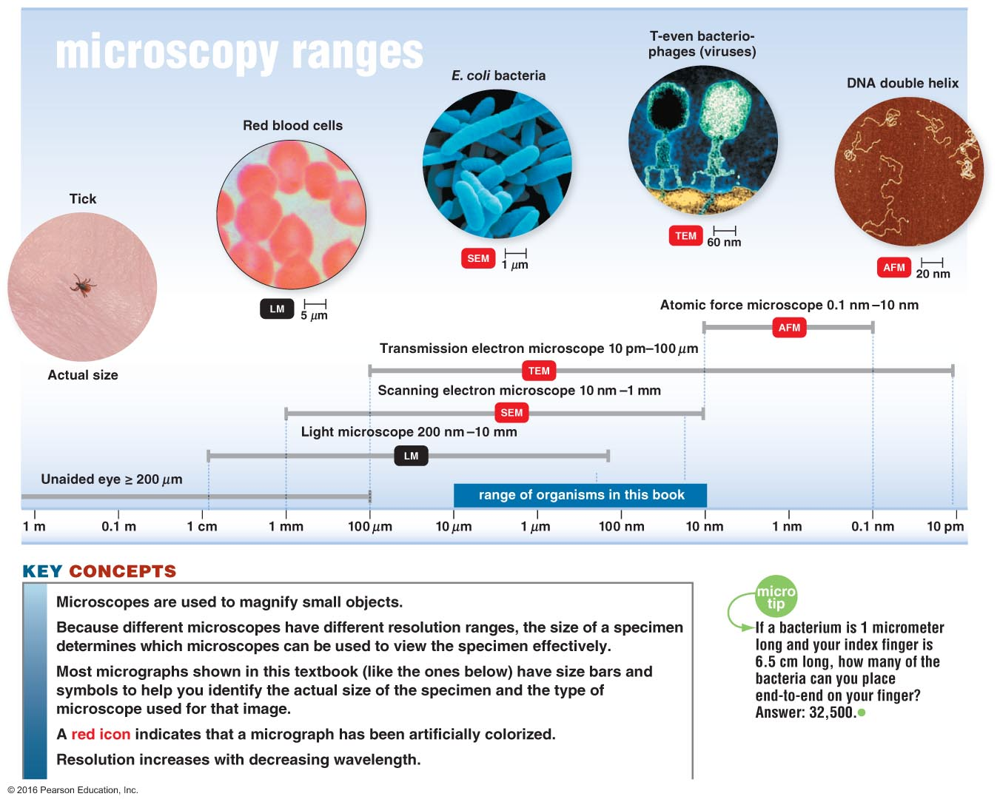 microscopy ranges
T-even bacterio-
phages (viruses)
E. coli bacteria
DNA double helix
Red blood cells
Tick
TEM 60 nm
SEM 1 μm
AFM 20 nm
LM 5 μm
Actual size
Atomic force microscope 0.1 nm–10 nm
AFM
Transmission electron microscope 10 pm–100 μm
TEM
Scanning electron microscope 10 nm–1 mm
SEM
Light microscope 200 nm–10 mm
LM
Unaided eye ≥ 200 μm
range of organisms in this book
1 m 0.1 m 1 cm 1 mm 100 μm 10 μm 1 μm 100 nm 10 nm 1 nm 0.1 nm 10 pm
KEY CONCEPTS
Microscopes are used to magnify small objects.
Because different microscopes have different resolution ranges, the size of a specimen
determines which microscopes can be used to view the specimen effectively.
Most micrographs shown in this textbook (like the ones below) have size bars and
symbols to help you identify the actual size of the specimen and the type of
microscope used for that image.
A red icon indicates that a micrograph has been artificially colorized.
Resolution increases with decreasing wavelength.
micro
tip
If a bacterium is 1 micrometer
long and your index finger is
6.5 cm long, how many of the
bacteria can you place
end-to-end on your finger?
Answer: 32,500.
© 2016 Pearson Education, Inc.